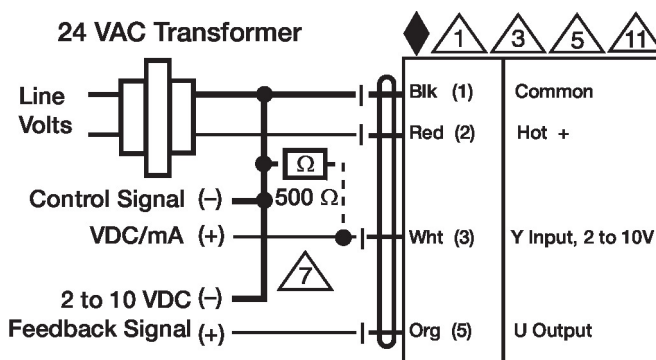 24 VAC Transformer
1 3 5 11
Line Volts
Blk (1) Common
Red (2) Hot +
Ω
500 Ω
Control Signal (–)
VDC/mA (+)
Wht (3) Y Input, 2 to 10V
7
2 to 10 VDC (–)
Feedback Signal (+)
Org (5) U Output